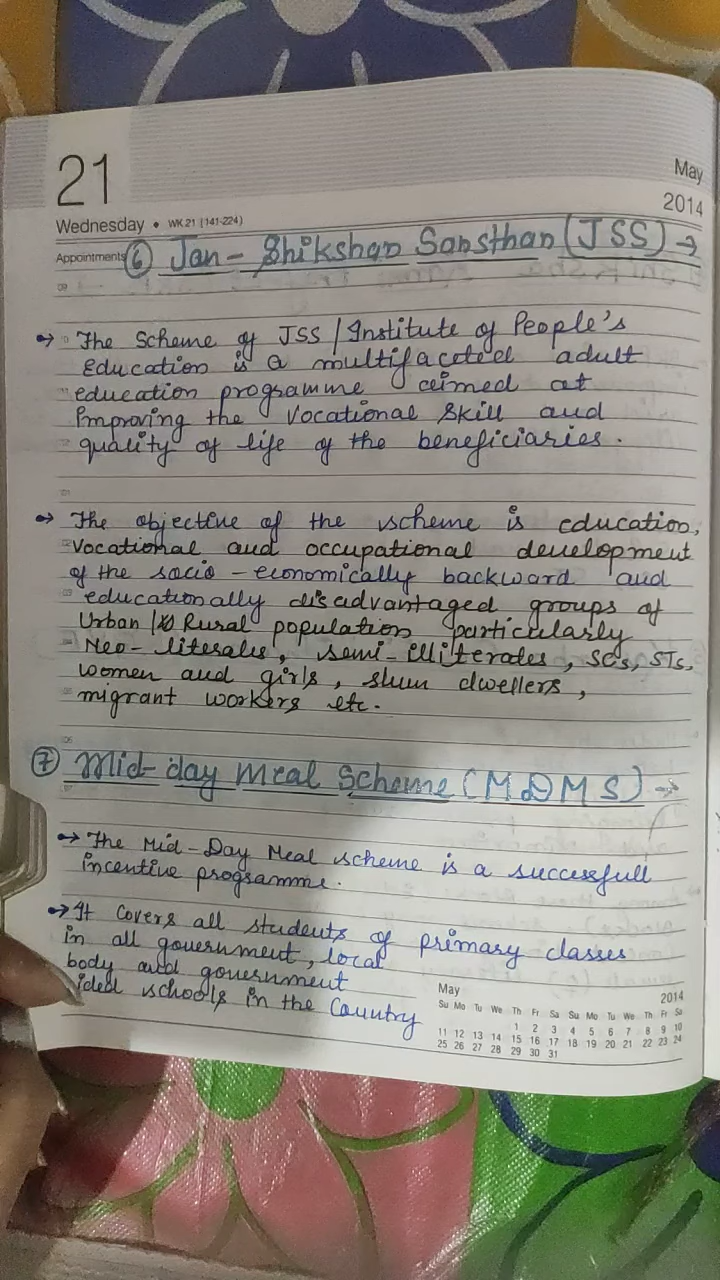 21
May
2014
Wednesday • WK 21 (141-224)
Appointments
⑥ Jan - Shikshan Sansthan (JSS) →
09
→ The Scheme of JSS / Institute of People's
Education is a multifaceted adult
education programme aimed at
Improving the Vocational Skill and
quality of life of the beneficiaries.
→ The objective of the scheme is education,
Vocational and occupational development
of the socio - economically backward and
educationally disadvantaged groups of
Urban / Rural population particularly
Neo - literates, semi - illiterates, SCs, STs,
women and girls, slum dwellers,
migrant workers etc.
⑦ Mid - day Meal Scheme (MDMS) →
→ The Mid - Day Meal scheme is a successfull
incentive programme.
→ It Covers all students of primary classes
in all government, local
body and government
ided schools in the Country
May 2014
Su Mo Tu We Th Fr Sa Su Mo Tu We Th Fr Sa
1 2 3 4 5 6 7 8 9 10
11 12 13 14 15 16 17 18 19 20 21 22 23 24
25 26 27 28 29 30 31